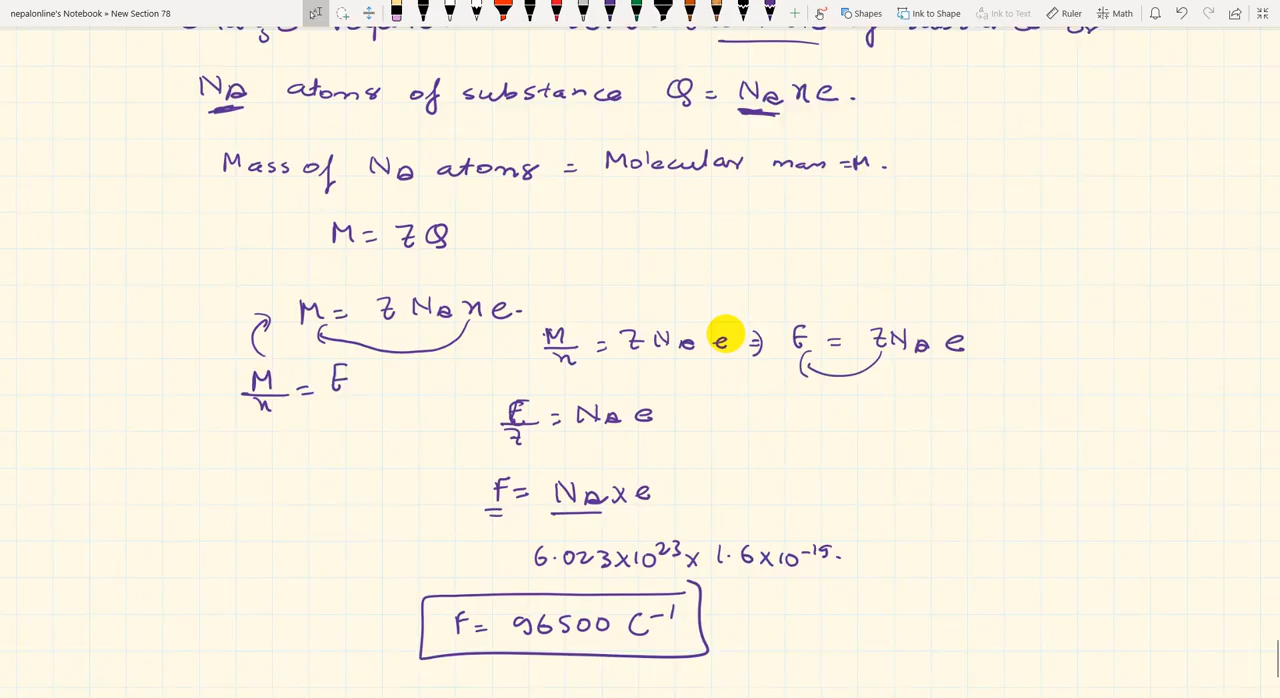 nepalonline's Notebook » New Section 78
Shapes Ink to Shape Ink to Text Ruler Math
NA atoms of substance Q = NA n e.
Mass of NA atoms = Molecular mass = M.
M = ZQ
M = Z NA n e.
M/n = Z NA e ⇒ E = Z NA e
M/n = E
E/Z = NA e
F = NA x e
6.023 x 10^23 x 1.6 x 10^-19.
F = 96500 C^-1